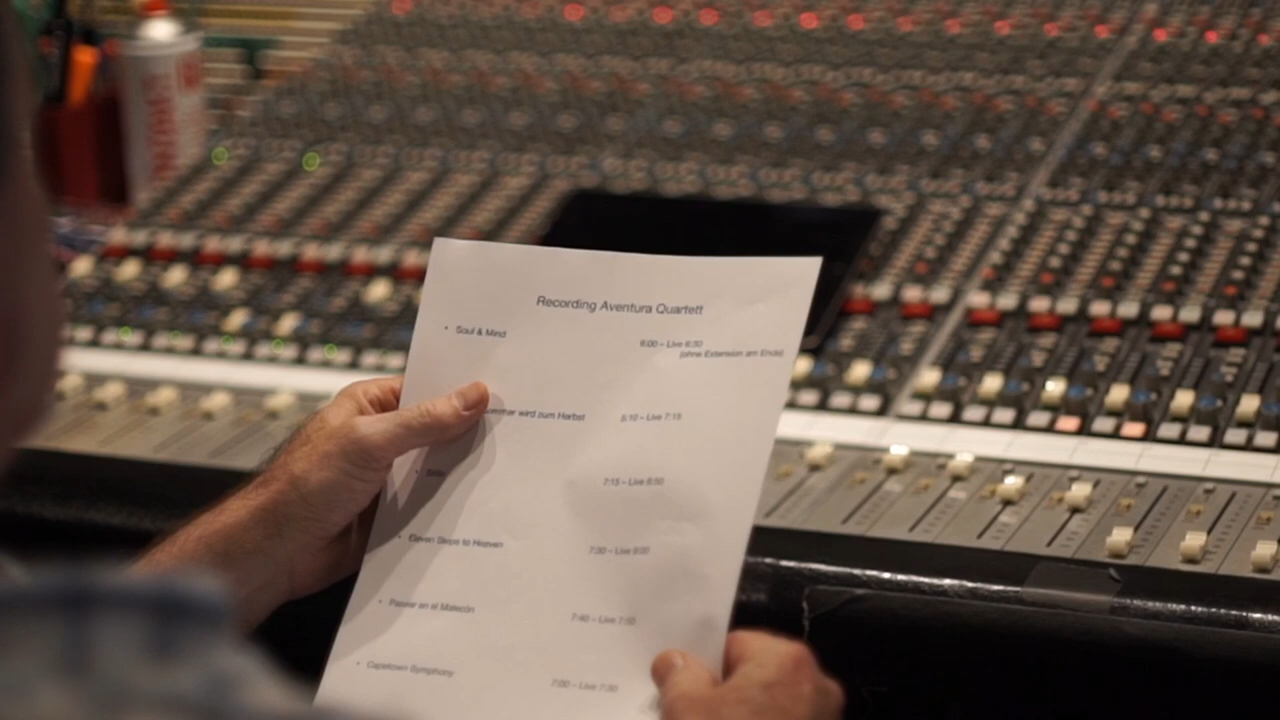 Recording Aventura Quartett
• Soul & Mind
6:00 – Live 6:30
(ohne Extension am Ende)
ommer wird zum Herbst 5:10 – Live 7:15
• 7:15 – Live 8:50
• Eleven Steps to Heaven 7:30 – Live 9:00
• Pasear en el Malecón 7:40 – Live 7:50
• Capetown Symphony 7:00 – Live 7:30